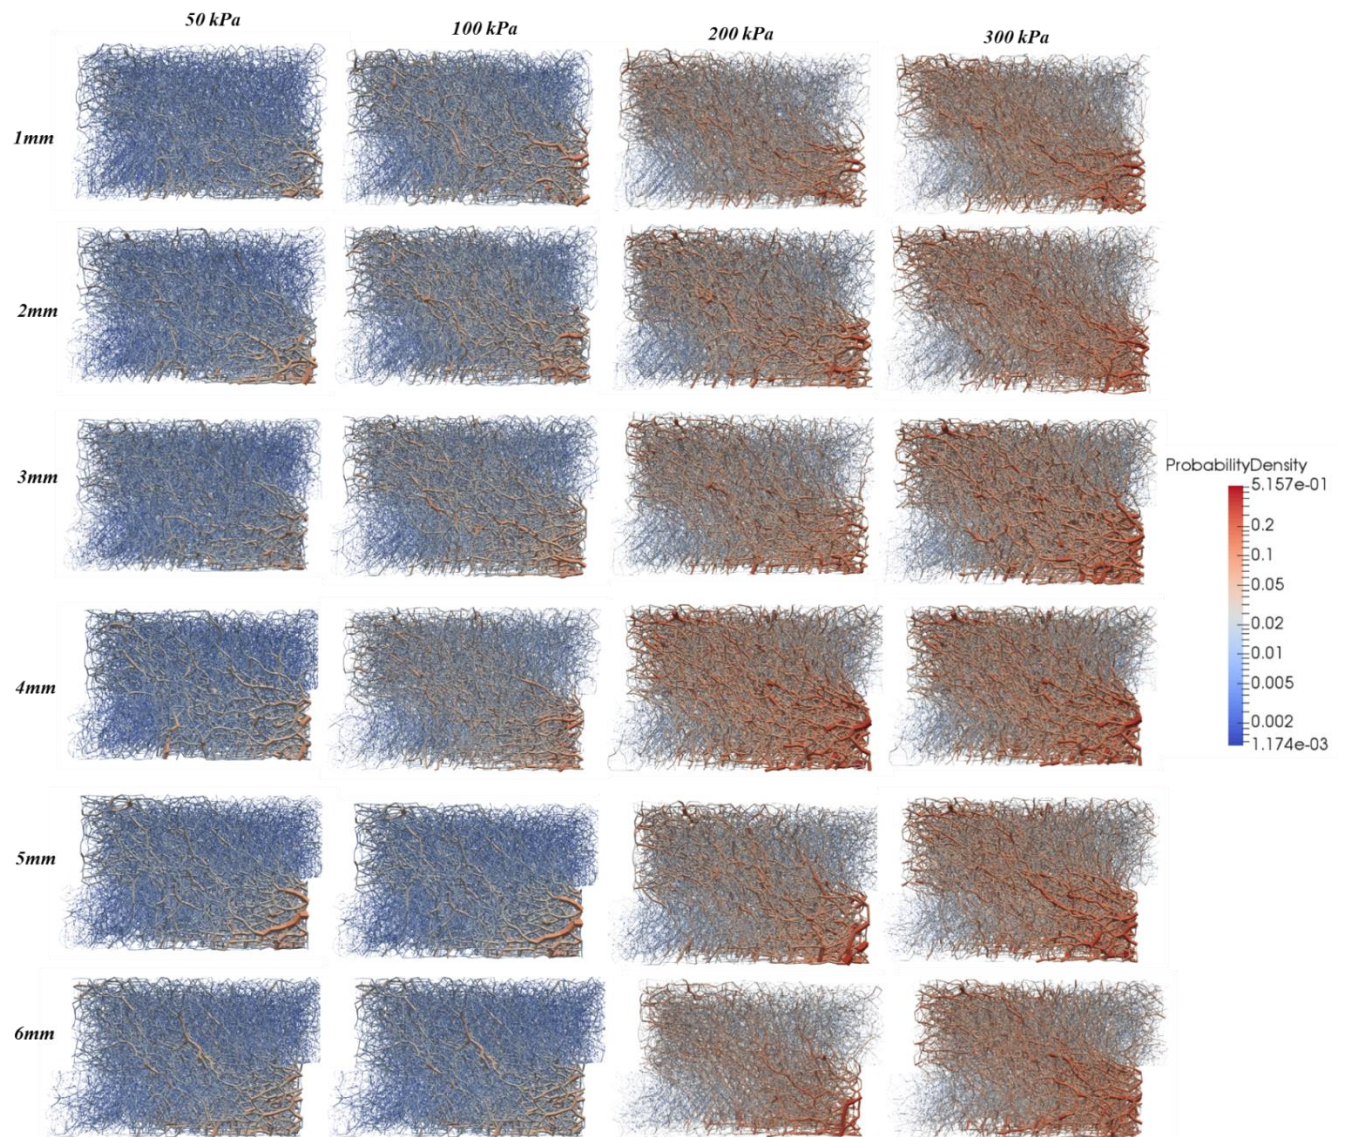 50 kPa
100 kPa
200 kPa
300 kPa
1mm
2mm
3mm
4mm
5mm
6mm
ProbabilityDensity
5.157e-01
0.2
0.1
0.05
0.02
0.01
0.005
0.002
1.174e-03